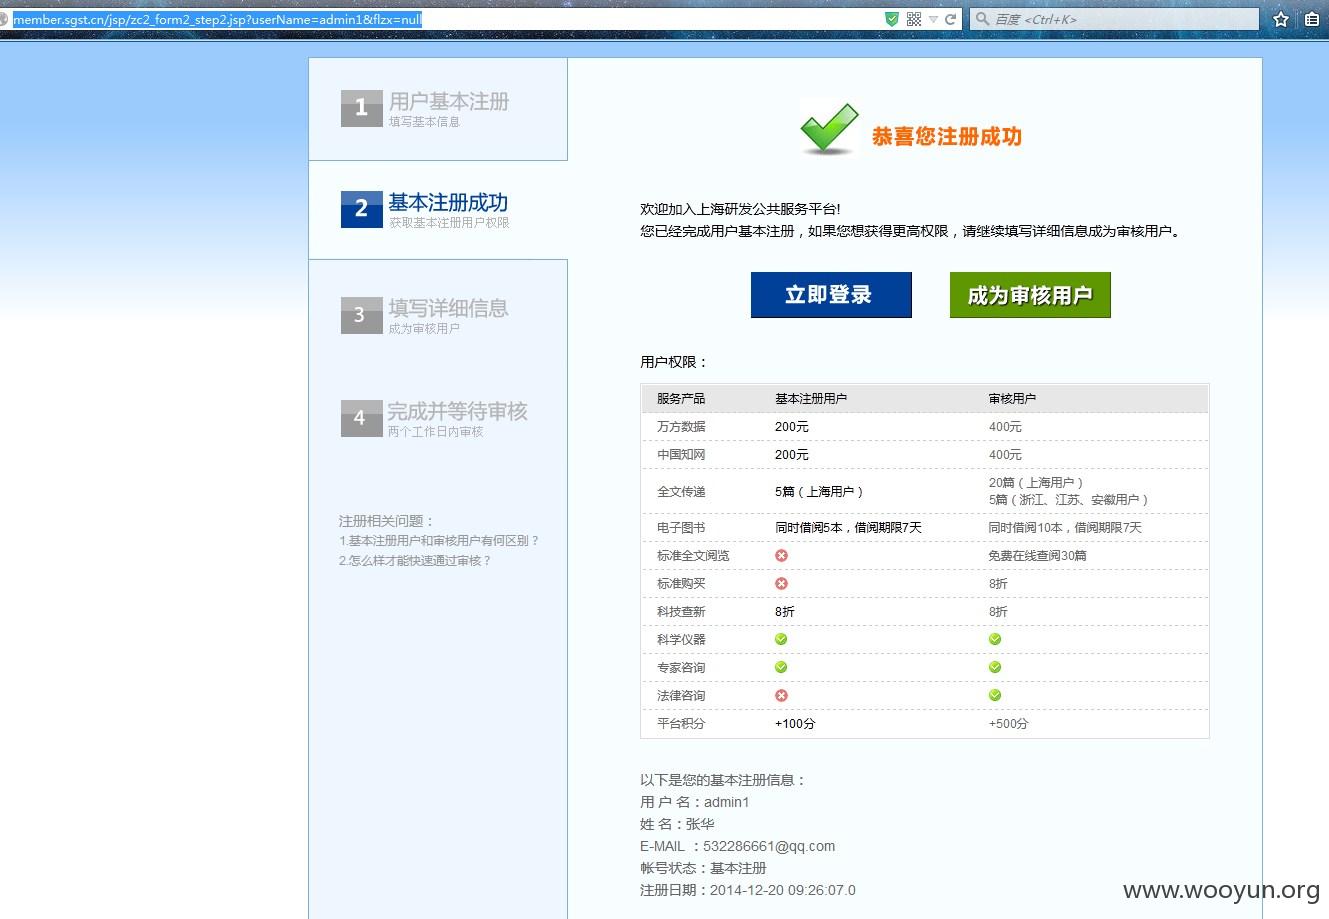 member.sgst.cn/jsp/zc2_form2_step2.jsp?userName=admin1&flzx=null
百度 <Ctrl+K>
1 用户基本注册
填写基本信息
2 基本注册成功
获取基本注册用户权限
3 填写详细信息
成为审核用户
4 完成并等待审核
两个工作日内审核
注册相关问题：
1.基本注册用户和审核用户有何区别？
2.怎么样才能快速通过审核？
恭喜您注册成功
欢迎加入上海研发公共服务平台!
您已经完成用户基本注册，如果您想获得更高权限，请继续填写详细信息成为审核用户。
立即登录 成为审核用户
用户权限：
服务产品 基本注册用户 审核用户
万方数据 200元 400元
中国知网 200元 400元
全文传递 5篇（上海用户） 20篇（上海用户）
5篇（浙江、江苏、安徽用户）
电子图书 同时借阅5本，借阅期限7天 同时借阅10本，借阅期限7天
标准全文阅览 免费在线查阅30篇
标准购买 8折
科技查新 8折 8折
科学仪器
专家咨询
法律咨询
平台积分 +100分 +500分
以下是您的基本注册信息：
用 户 名：admin1
姓 名：张华
E-MAIL ：532286661@qq.com
帐号状态：基本注册
注册日期：2014-12-20 09:26:07.0
www.wooyun.org